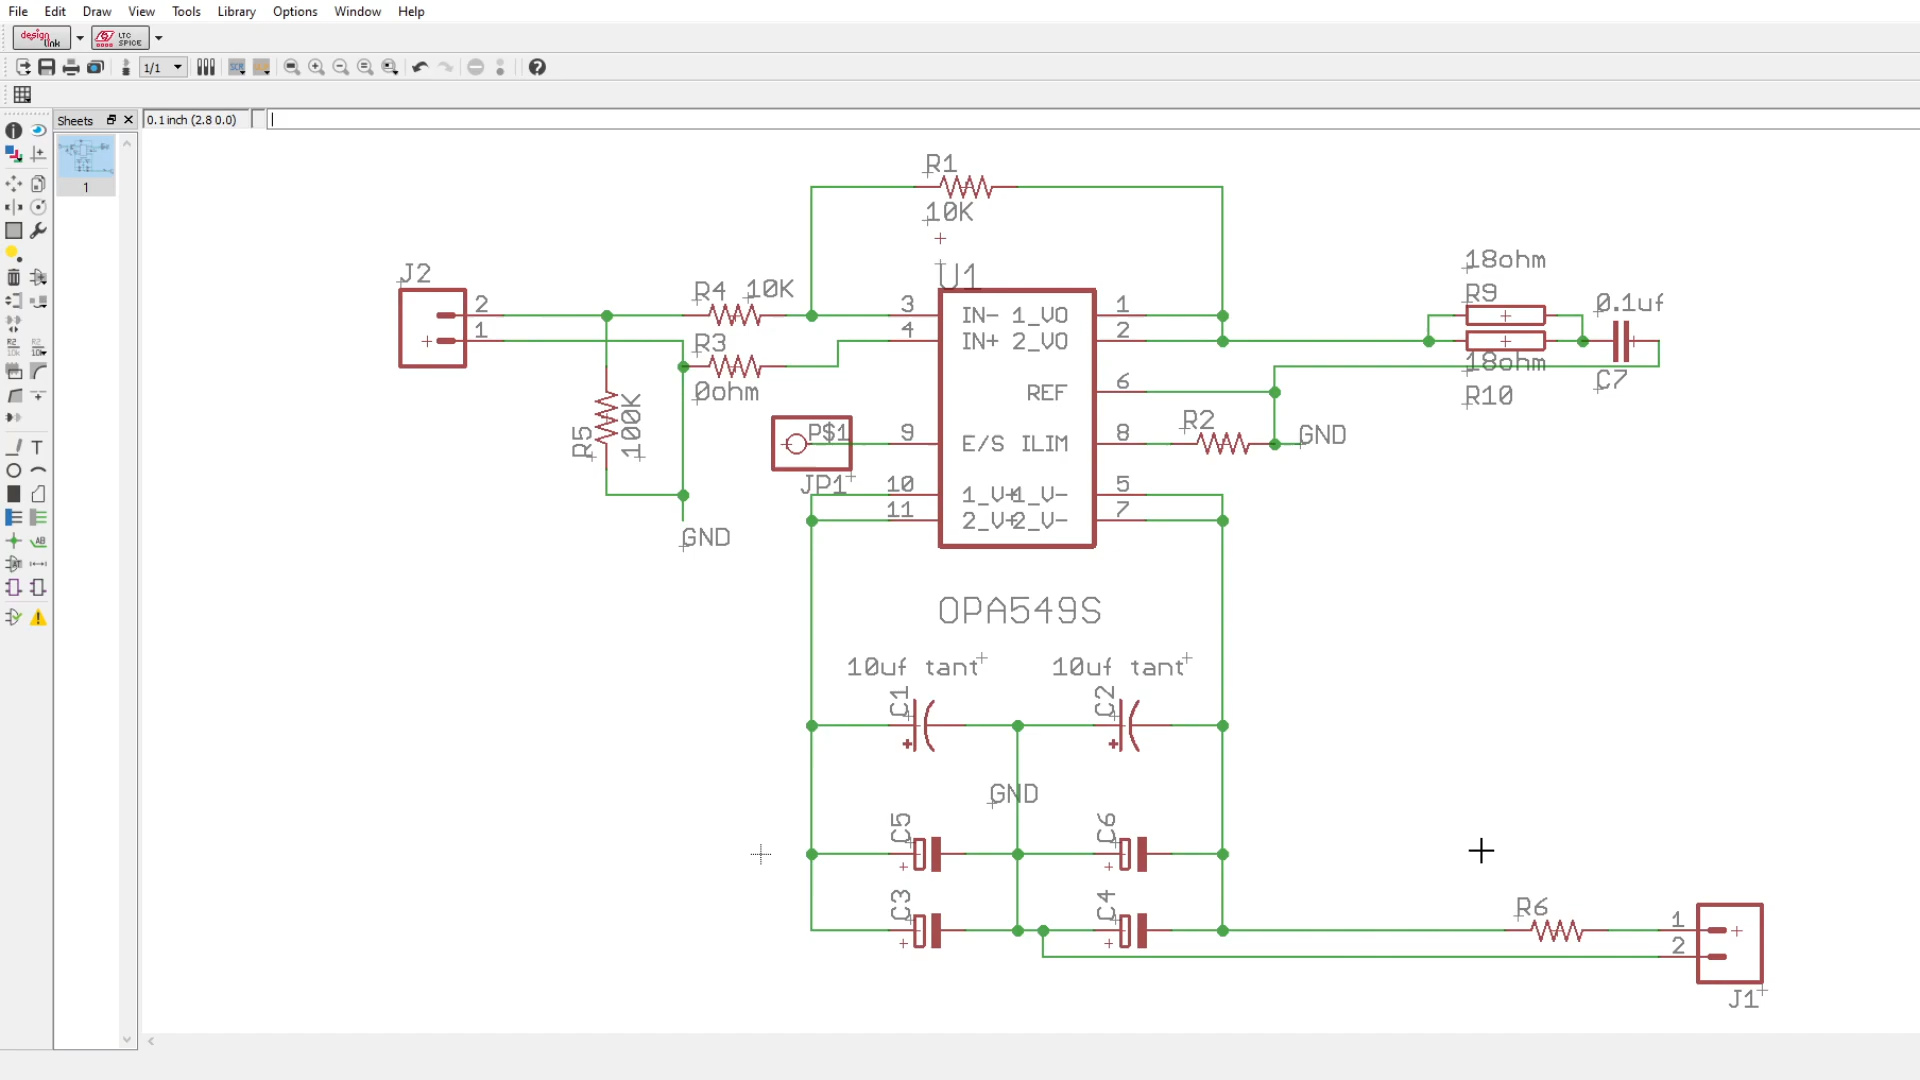 File Edit Draw View Tools Library Options Window Help
design link LTC SPICE
1/1
Sheets 0.1 inch (2.8 0.0)
1
R1
10K
U1
J2
2
1
R4 10K
R3
0ohm
R5
100K
GND
P$1
JP1
3 IN- 1_VO 1
4 IN+ 2_VO 2
REF 6
9 E/S ILIM 8
10 1_V+ 1_V- 5
11 2_V+ 2_V- 7
R2
GND
18ohm
R9
18ohm
R10
0.1uf
C7
OPA549S
10uf tant 10uf tant
C1 C2
GND
C5 C6
C3 C4
R6
1
2
J1